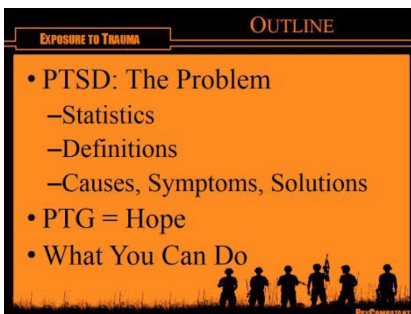 OUTLINE
EXPOSURE TO TRAUMA
• PTSD: The Problem
–Statistics
–Definitions
–Causes, Symptoms, Solutions
• PTG = Hope
• What You Can Do